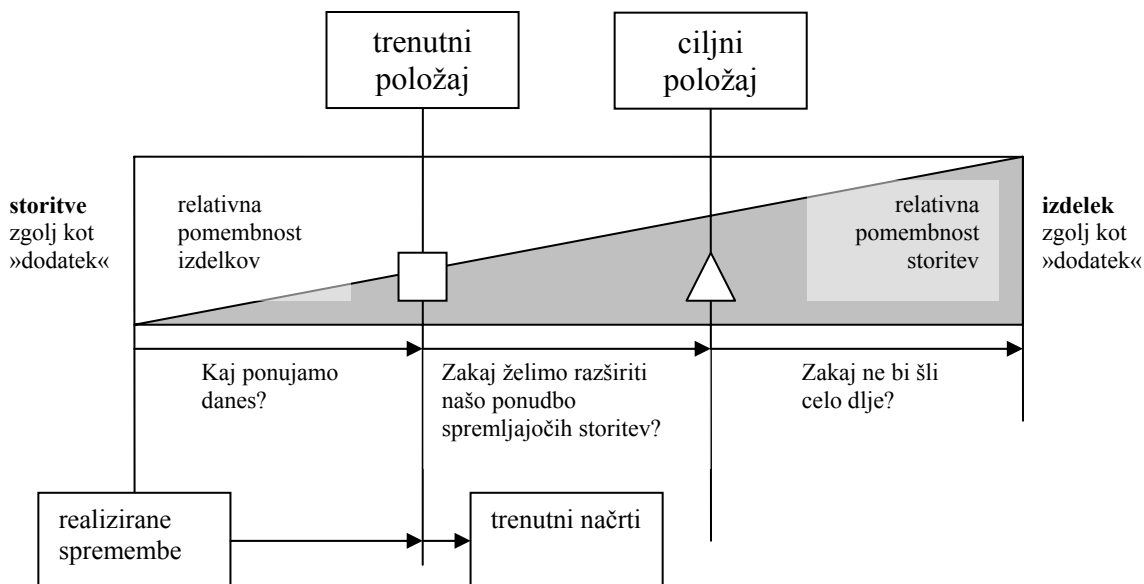 trenutni
položaj
ciljni
položaj
storitve
zgolj kot
»dodatek«
relativna
pomembnost
izdelkov
relativna
pomembnost
storitev
izdelek
zgolj kot
»dodatek«
Kaj ponujamo
danes?
Zakaj želimo razširiti
našo ponudbo
spremljajočih storitev?
Zakaj ne bi šli
celo dlje?
realizirane
spremembe
trenutni načrti